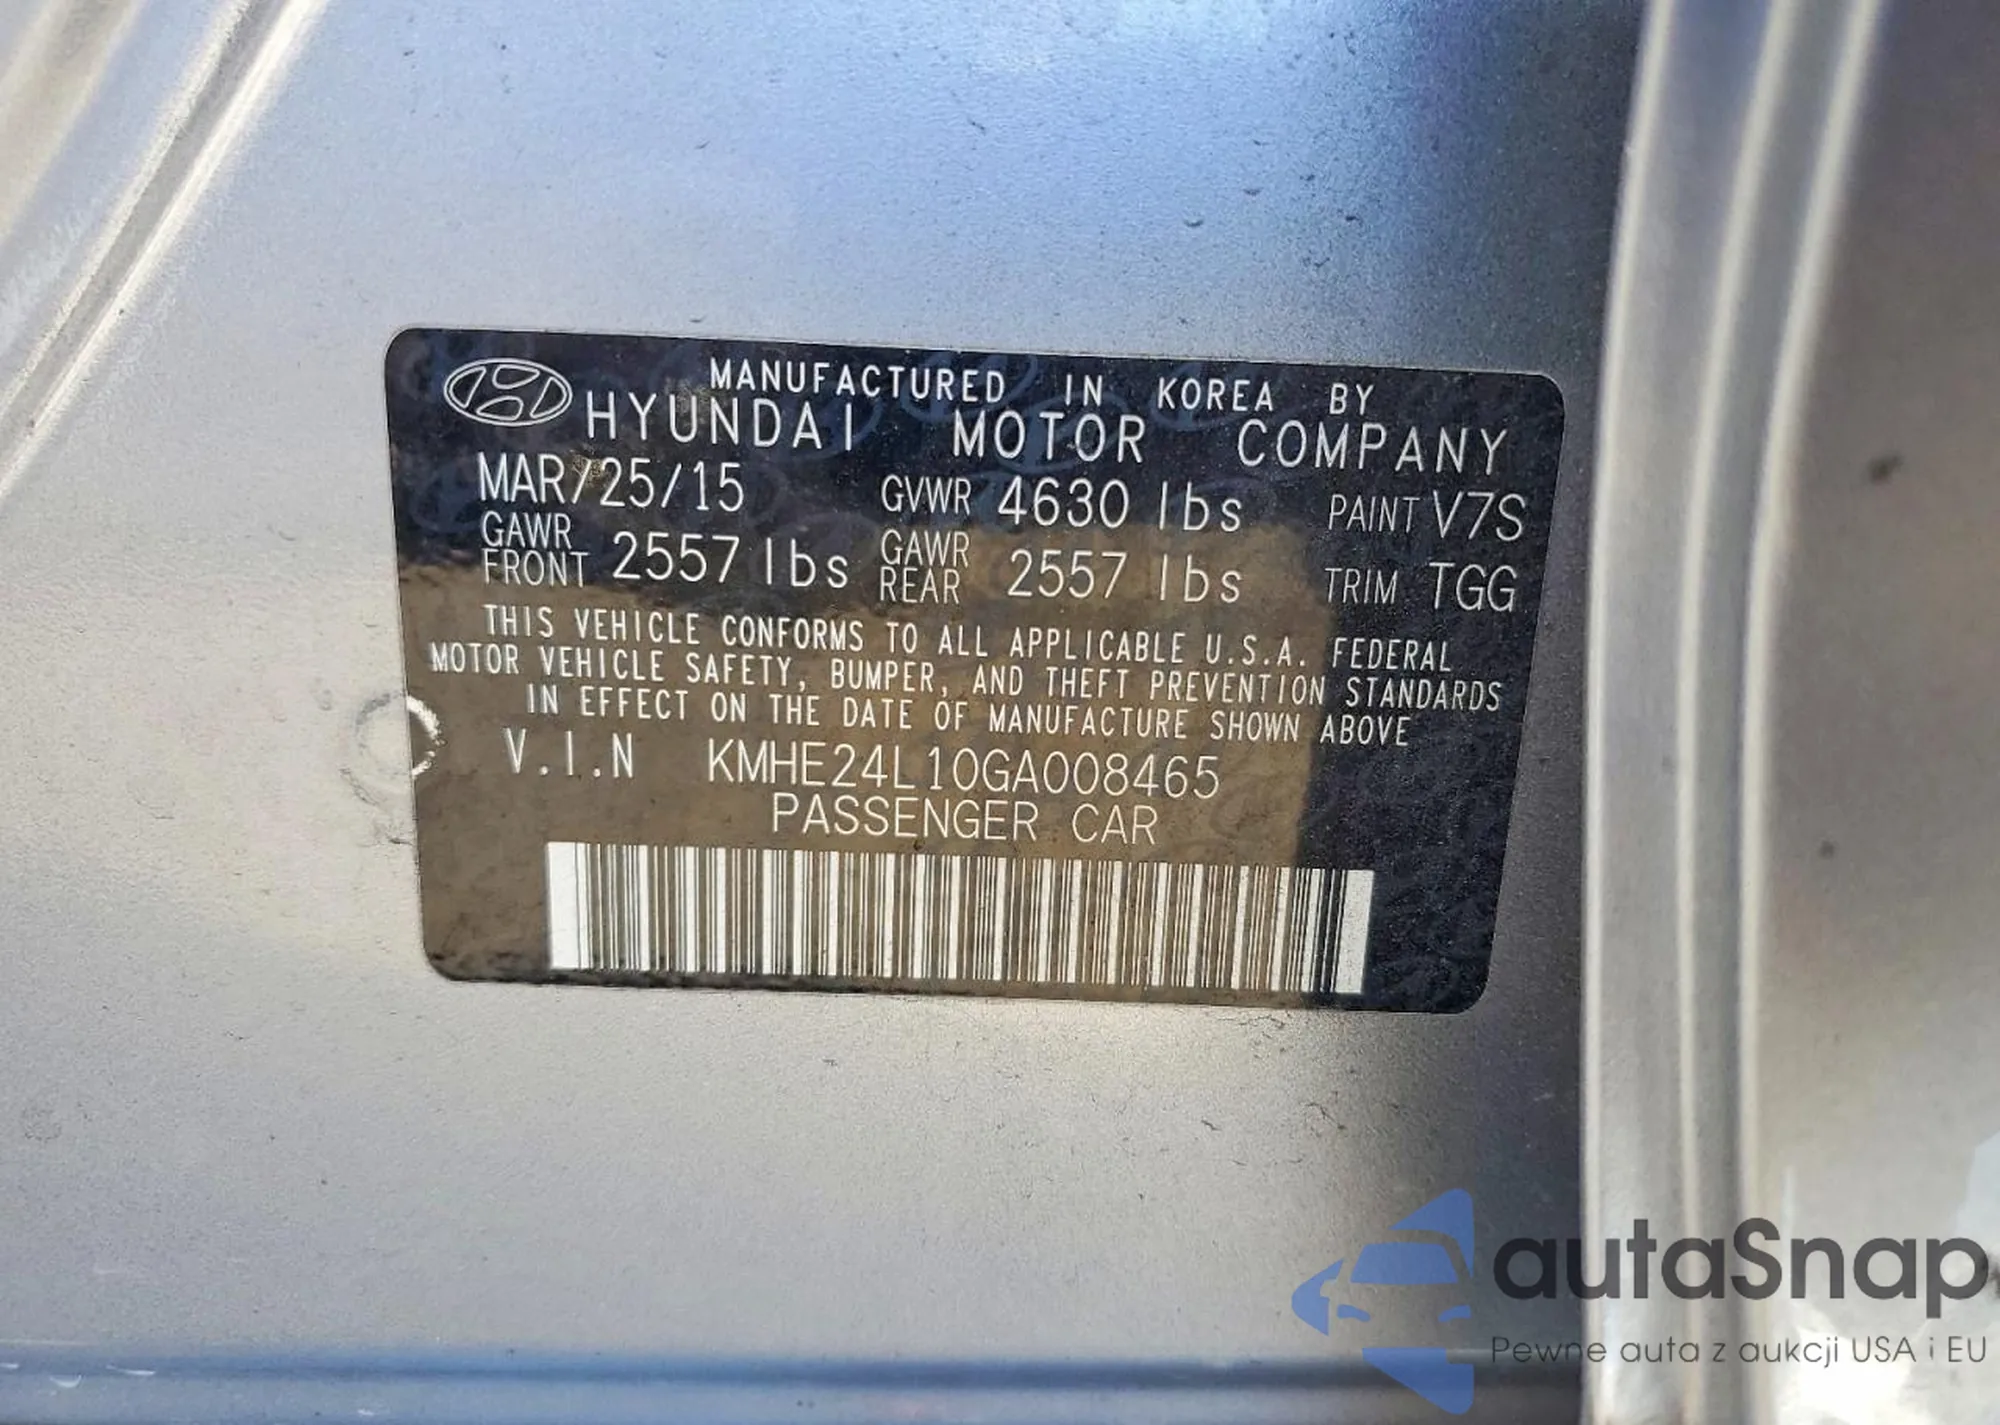 MANUFACTURED IN KOREA BY
HYUNDAI MOTOR COMPANY
MAR/25/15 GVWR 4630 lbs PAINT V7S
GAWR FRONT 2557 lbs GAWR REAR 2557 lbs TRIM TGG
THIS VEHICLE CONFORMS TO ALL APPLICABLE U.S.A. FEDERAL
MOTOR VEHICLE SAFETY, BUMPER, AND THEFT PREVENTION STANDARDS
IN EFFECT ON THE DATE OF MANUFACTURE SHOWN ABOVE
V.I.N KMHE24L10GA008465
PASSENGER CAR
autaSnap
Pewne auta z aukcji USA i EU